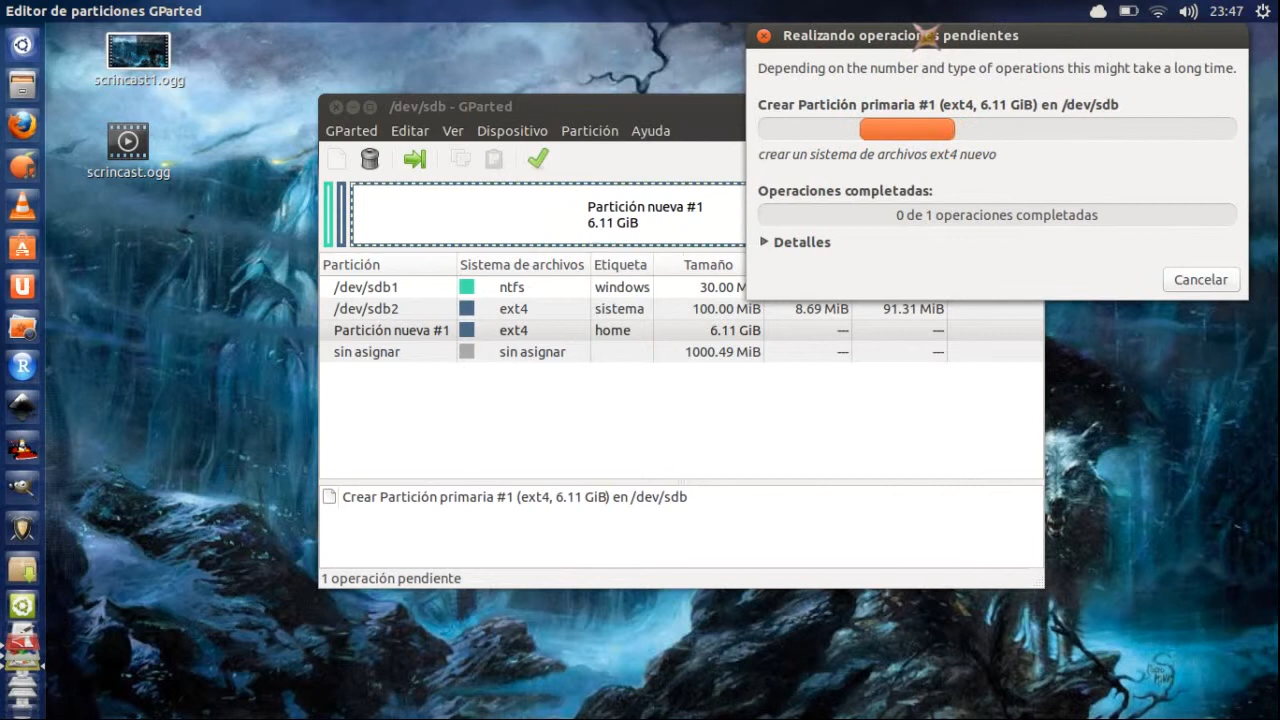 Editor de particiones GParted
23:47
scrincast1.ogg
scrincast.ogg
/dev/sdb - GParted
GParted Editar Ver Dispositivo Partición Ayuda
Partición nueva #1
6.11 GiB
Partición Sistema de archivos Etiqueta Tamaño
/dev/sdb1 ntfs windows 30.00 M
/dev/sdb2 ext4 sistema 100.00 MiB 8.69 MiB 91.31 MiB
Partición nueva #1 ext4 home 6.11 GiB — —
sin asignar sin asignar 1000.49 MiB — —
Crear Partición primaria #1 (ext4, 6.11 GiB) en /dev/sdb
1 operación pendiente
Realizando operaciones pendientes
Depending on the number and type of operations this might take a long time.
Crear Partición primaria #1 (ext4, 6.11 GiB) en /dev/sdb
crear un sistema de archivos ext4 nuevo
Operaciones completadas:
0 de 1 operaciones completadas
Detalles
Cancelar